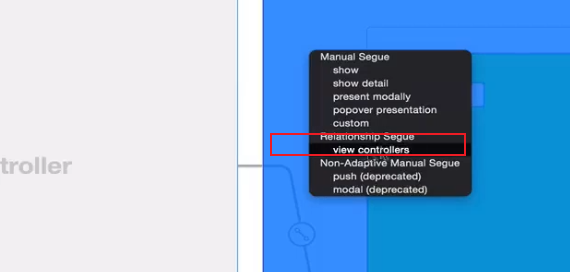 Manual Segue
show
show detail
present modally
popover presentation
custom
Relationship Segue
view controllers
Non-Adaptive Manual Segue
push (deprecated)
modal (deprecated)
troller